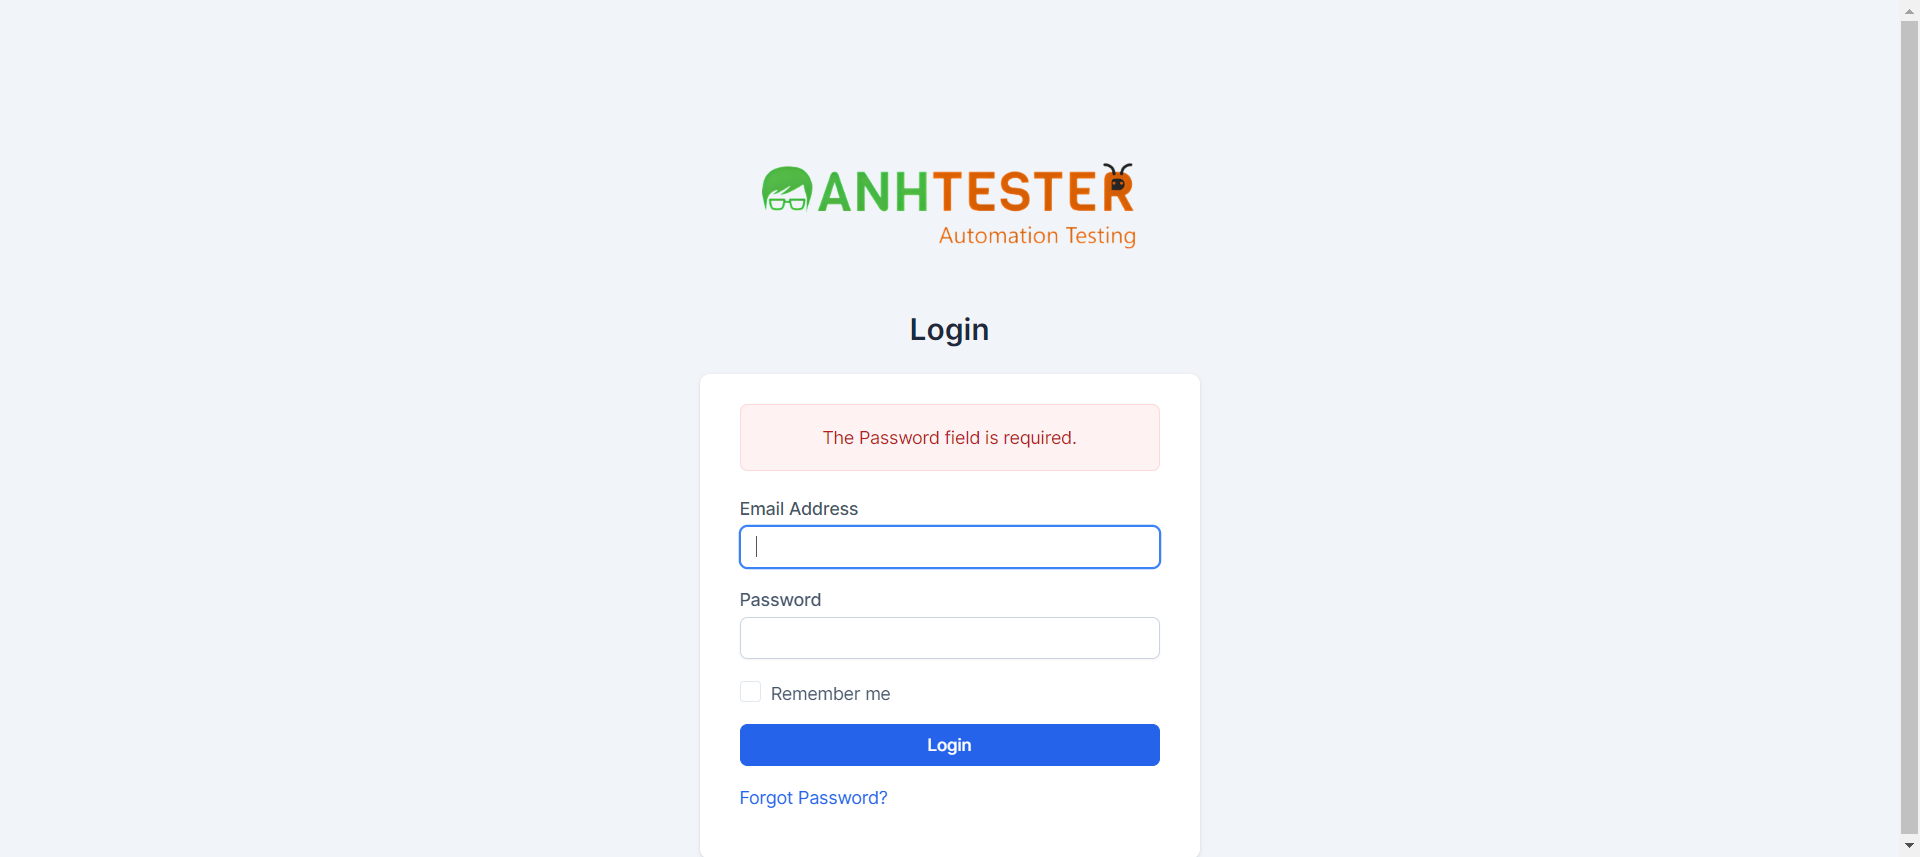 ANHTESTER
Automation Testing
Login
The Password field is required.
Email Address
Password
Remember me
Login
Forgot Password?